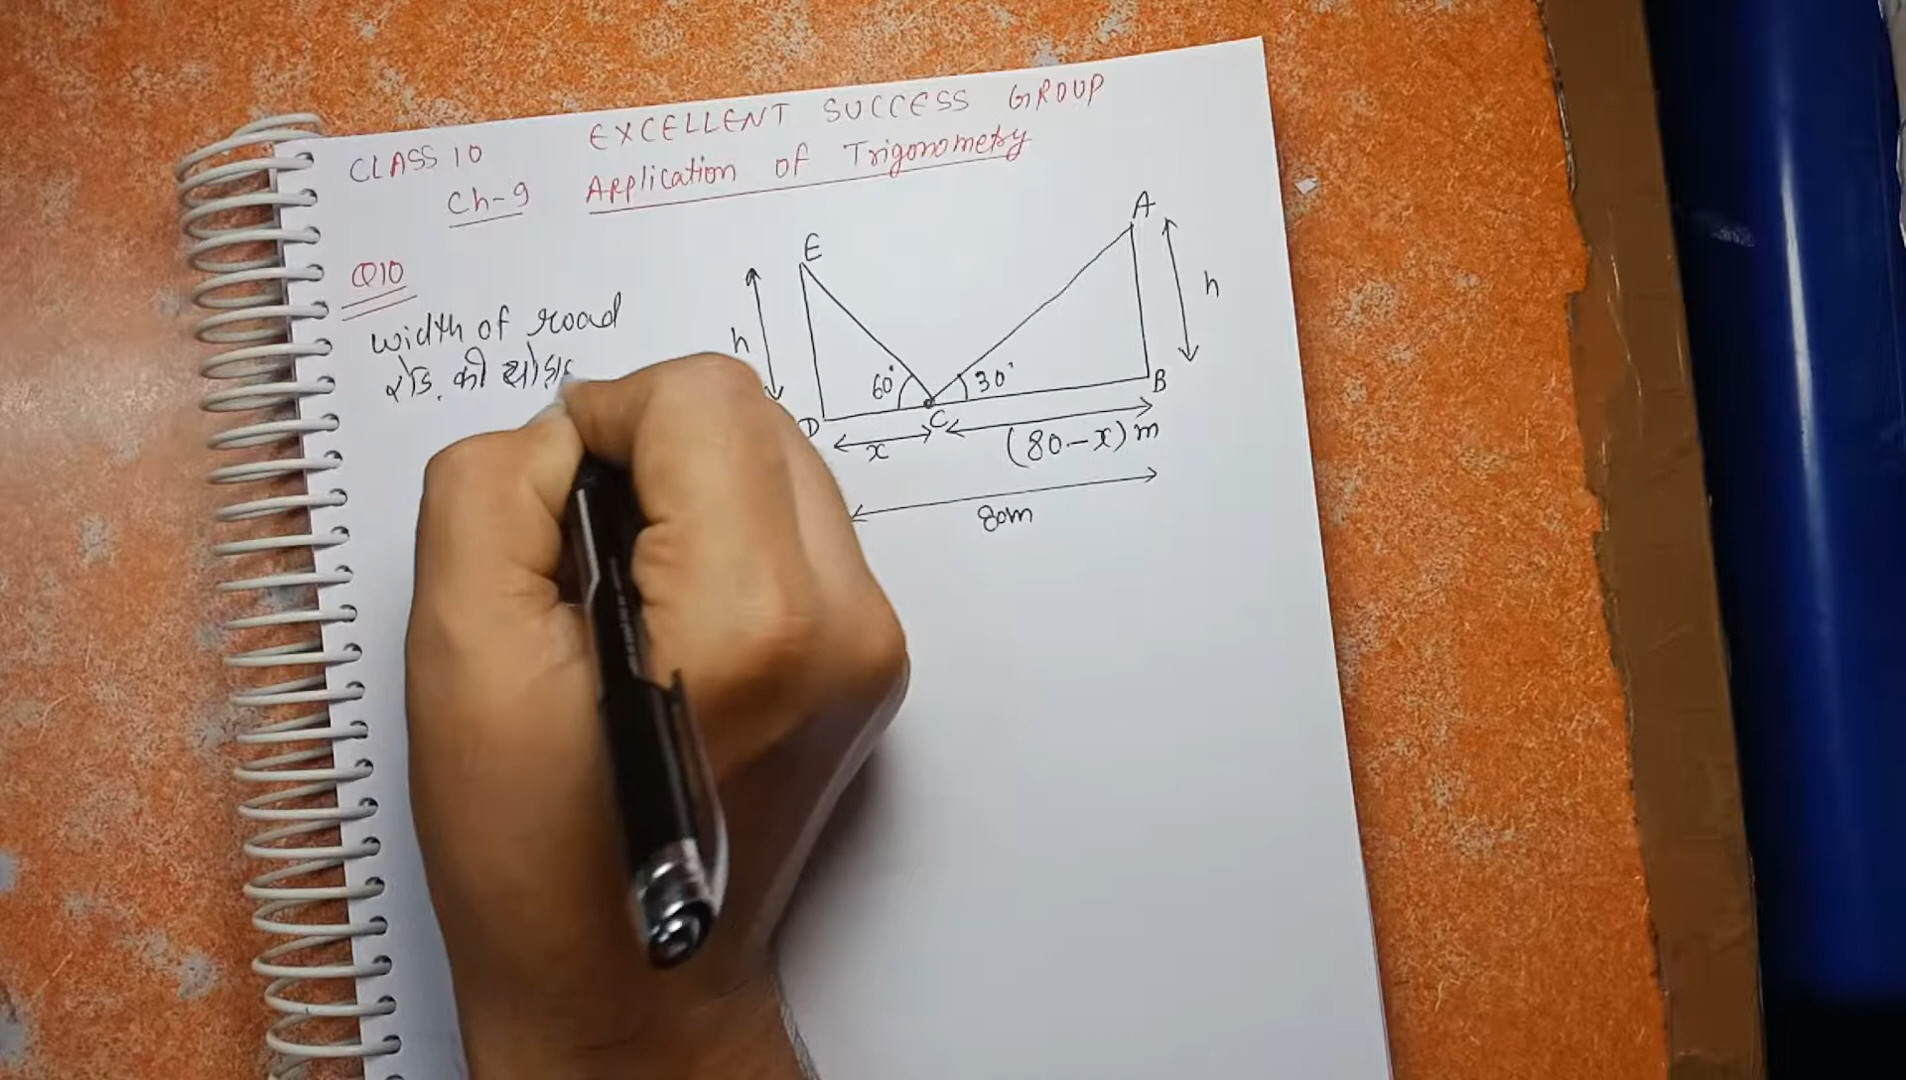 EXCELLENT SUCCESS GROUP
CLASS 10
Ch-9 Application of Trigonometry
Q10
width of road
की
E
A
h
h
60°
30°
D
C
B
x
(80-x) m
80m